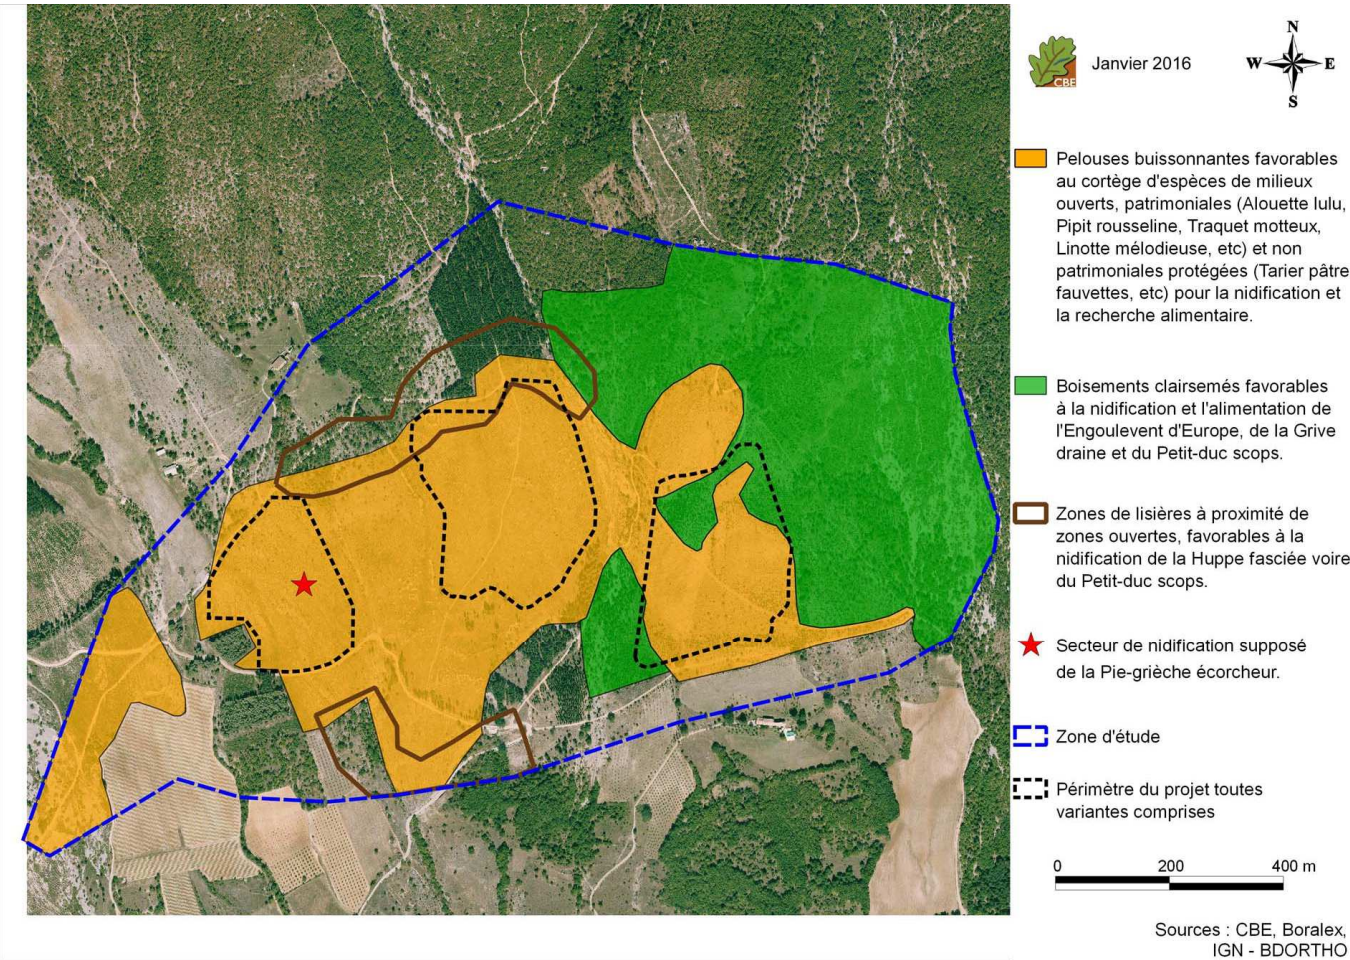 N
Janvier 2016
W E
CBE
S
Pelouses buissonnantes favorables
au cortège d'espèces de milieux
ouverts, patrimoniales (Alouette lulu,
Pipit rousseline, Traquet motteux,
Linotte mélodieuse, etc) et non
patrimoniales protégées (Tarier pâtre
fauvettes, etc) pour la nidification et
la recherche alimentaire.
Boisements clairsemés favorables
à la nidification et l'alimentation de
l'Engoulevent d'Europe, de la Grive
draine et du Petit-duc scops.
Zones de lisières à proximité de
zones ouvertes, favorables à la
nidification de la Huppe fasciée voire
du Petit-duc scops.
Secteur de nidification supposé
de la Pie-grièche écorcheur.
Zone d'étude
Périmètre du projet toutes
variantes comprises
0 200 400 m
Sources : CBE, Boralex,
IGN - BDORTHO